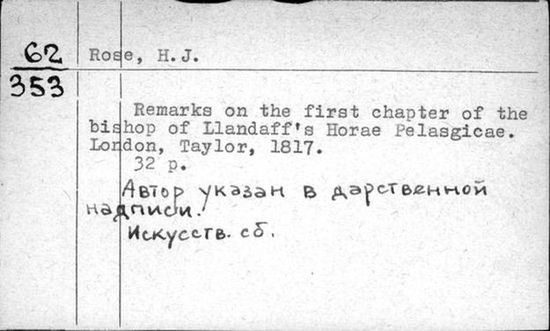 62
353
Rose, H.J.
Remarks on the first chapter of the
bishop of Llandaff's Horae Pelasgicae.
London, Taylor, 1817.
32 p.
Автор указан в дарственной
надписи.
Искусств. сб.